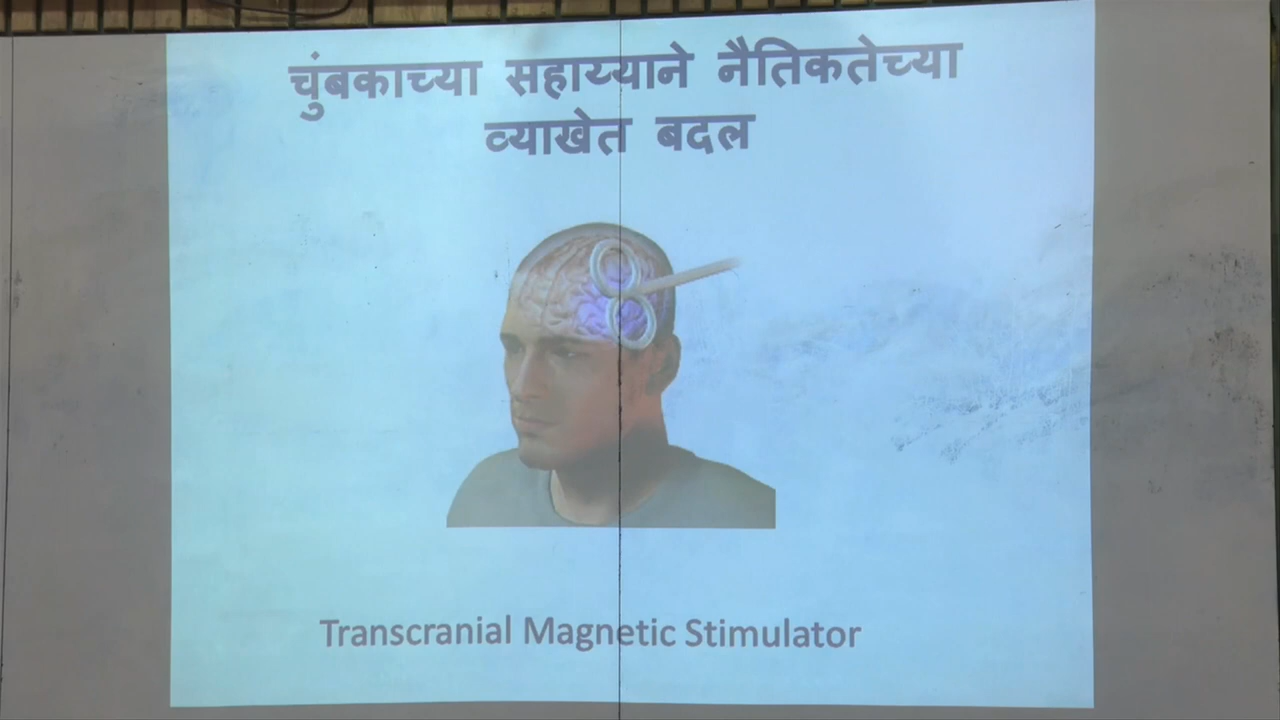 चुंबकाच्या सहाय्याने नैतिकतेच्या
व्याखेत बदल
Transcranial Magnetic Stimulator